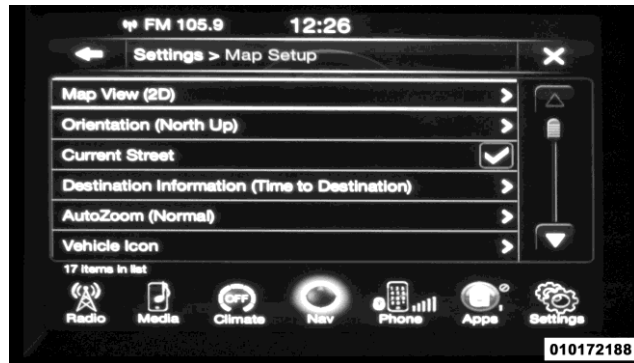 FM 105.9 12:26
Settings > Map Setup
Map View (2D)
Orientation (North Up)
Current Street
Destination Information (Time to Destination)
AutoZoom (Normal)
Vehicle Icon
17 Items in list
OFF
Radio Media Climate Nav Phone Apps Settings
010172188